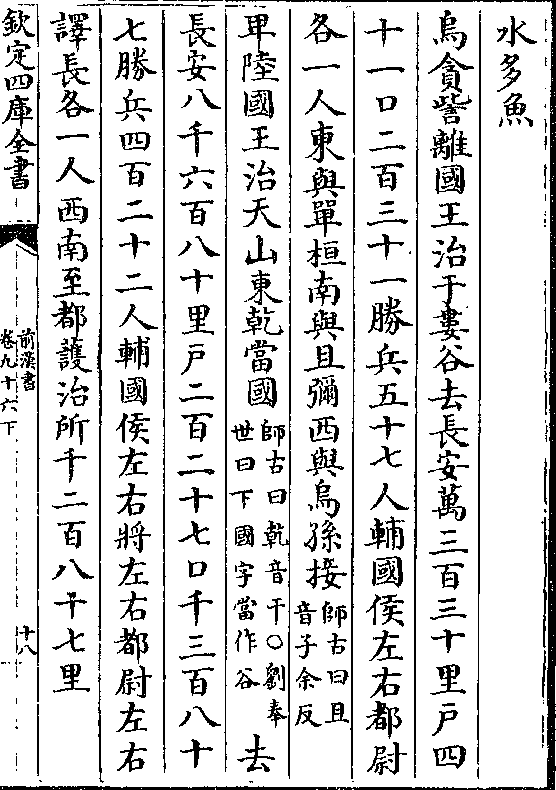 水多魚
烏貪訾離國王治于婁谷去長安萬三百三十里戶四
十一口二百三十一勝兵五十七人輔國侯左右都尉
各一人東與單桓南與且彌西與烏孫接師古曰且音子余反
卑陸國王治天山東乾當國師古曰乾音干○劉奉世曰下國字當作谷去
長安八千六百八十里戶二百二十七口千三百八十
七勝兵四百二十二人輔國侯左右將左右都尉左右
譯長各一人西南至都護治所千二百八十七里
欽定四庫全書
前漢書
卷九十六下
十八